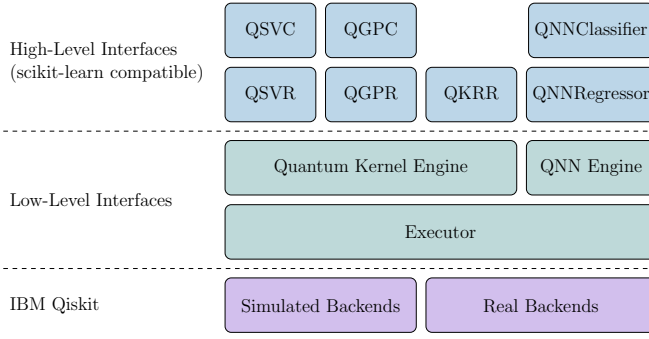 QSVC QGPC QNNClassifier
High-Level Interfaces
(scikit-learn compatible)
QSVR QGPR QKRR QNNRegressor
Quantum Kernel Engine QNN Engine
Low-Level Interfaces
Executor
IBM Qiskit Simulated Backends Real Backends